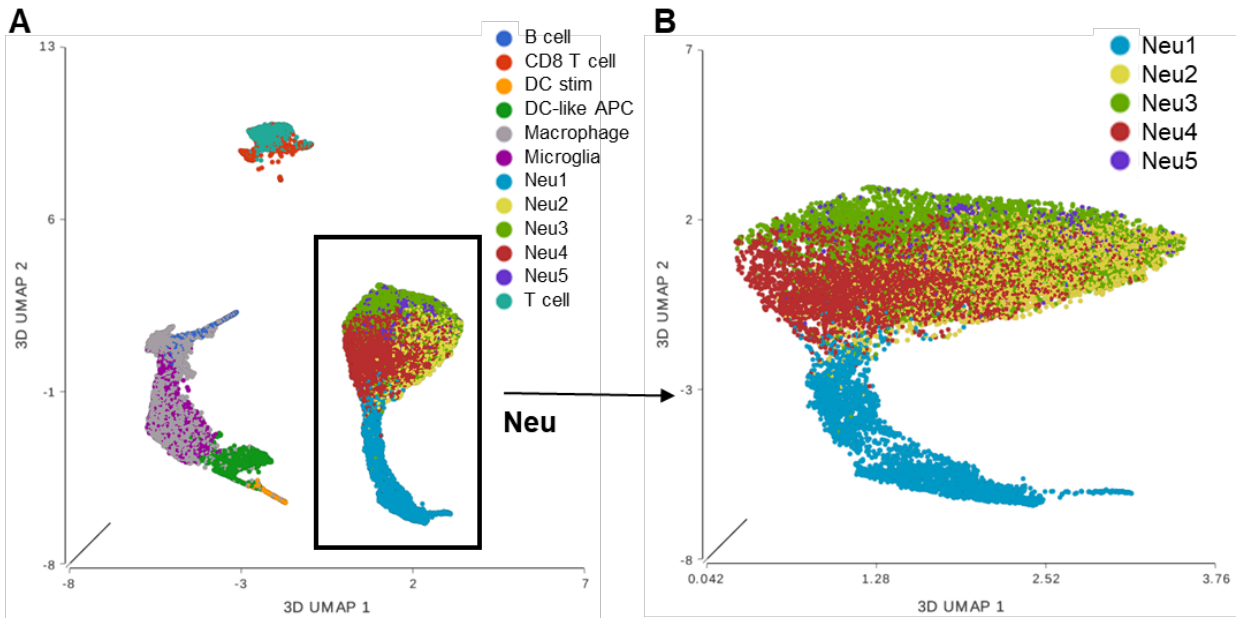 A
B
B cell
CD8 T cell
DC stim
DC-like APC
Macrophage
Microglia
Neu1
Neu2
Neu3
Neu4
Neu5
T cell
13
6
-1
-8
3D UMAP 2
-8
-3
2
7
3D UMAP 1
Neu
Neu1
Neu2
Neu3
Neu4
Neu5
7
2
-3
-8
3D UMAP 2
0.042
1.28
2.52
3.76
3D UMAP 1